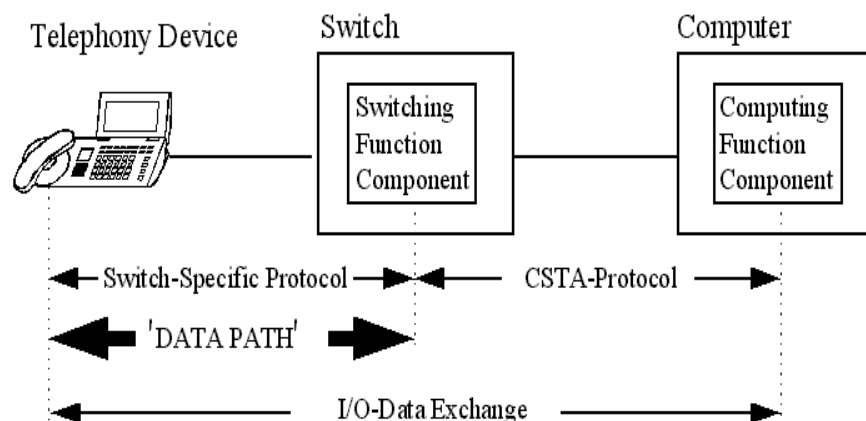 Telephony Device
Switch
Computer
Switching
Function
Component
Computing
Function
Component
Switch-Specific Protocol
CSTA-Protocol
'DATA PATH'
I/O-Data Exchange